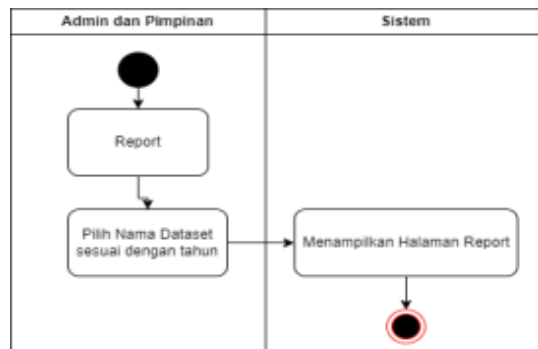 Admin dan Pimpinan
Sistem
Report
Pilih Nama Dataset
sesuai dengan tahun
Menampilkan Halaman Report